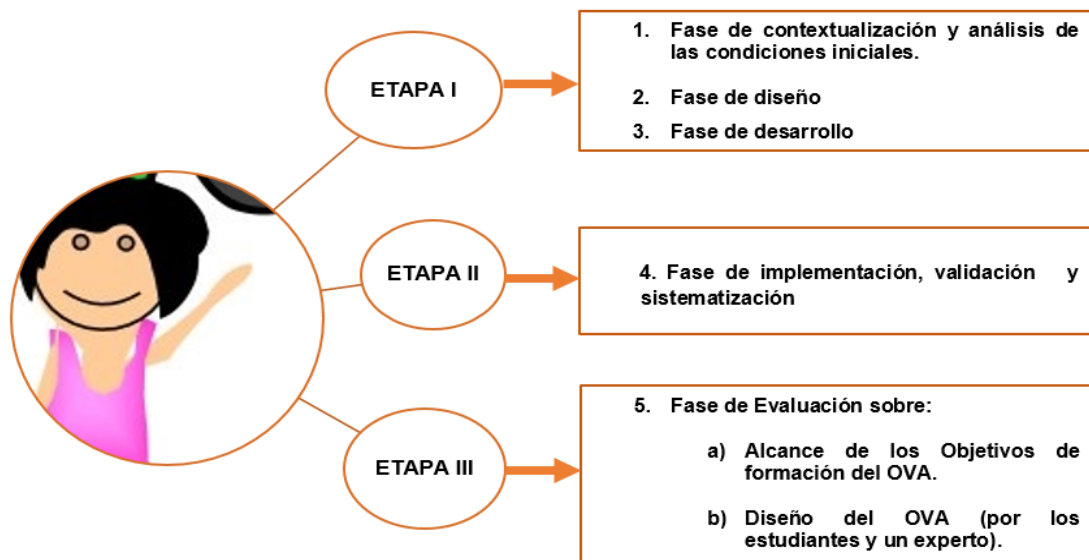 ETAPA I
1. Fase de contextualización y análisis de
las condiciones iniciales.
2. Fase de diseño
3. Fase de desarrollo
ETAPA II
4. Fase de implementación, validación y
sistematización
ETAPA III
5. Fase de Evaluación sobre:
a) Alcance de los Objetivos de
formación del OVA.
b) Diseño del OVA (por los
estudiantes y un experto).